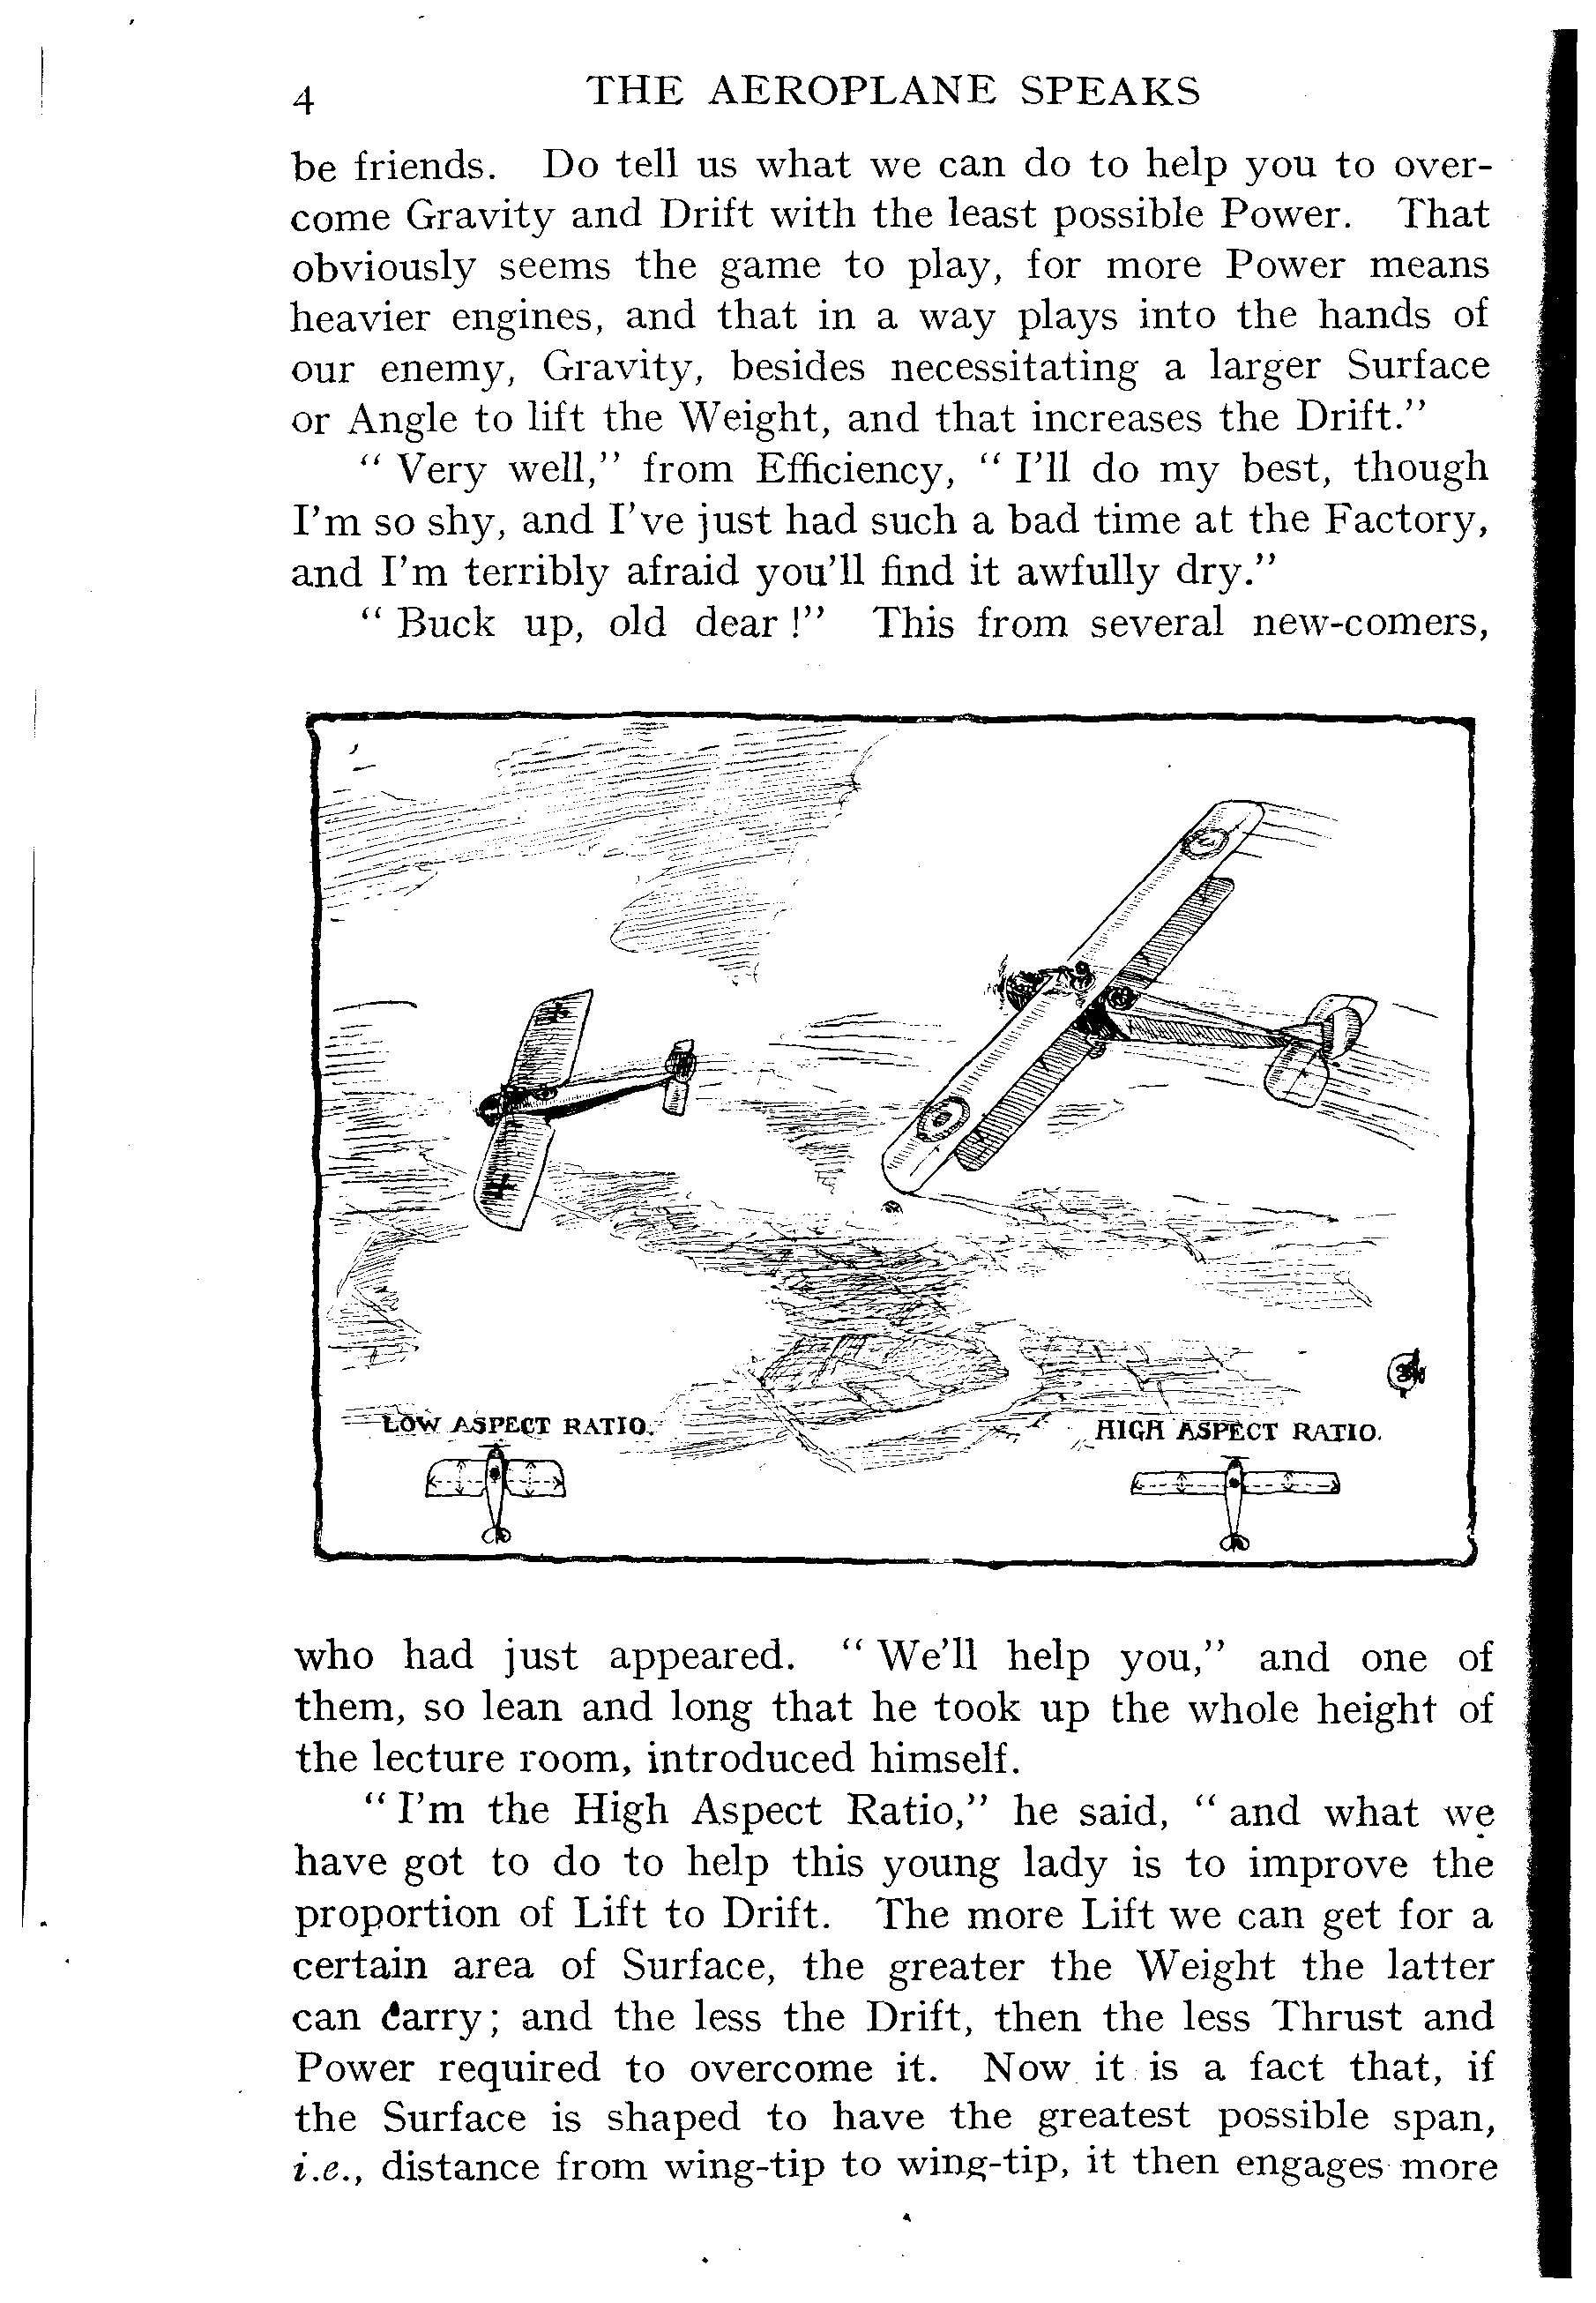 4 THE AEROPLANE SPEAKS
be friends. Do tell us what we can do to help you to over-
come Gravity and Drift with the least possible Power. That
obviously seems the game to play, for more Power means
heavier engines, and that in a way plays into the hands of
our enemy, Gravity, besides necessitating a larger Surface
or Angle to lift the Weight, and that increases the Drift.”
“ Very well,” from Efficiency, “ I’ll do my best, though
I’m so shy, and I’ve just had such a bad time at the Factory,
and I’m terribly afraid you’ll find it awfully dry.”
“ Buck up, old dear !” This from several new-comers,
LOW ASPECT RATIO.
HIGH ASPECT RATIO.
who had just appeared. “ We’ll help you,” and one of
them, so lean and long that he took up the whole height of
the lecture room, introduced himself.
“ I’m the High Aspect Ratio,” he said, “ and what we
have got to do to help this young lady is to improve the
proportion of Lift to Drift. The more Lift we can get for a
certain area of Surface, the greater the Weight the latter
can carry; and the less the Drift, then the less Thrust and
Power required to overcome it. Now it is a fact that, if
the Surface is shaped to have the greatest possible span,
i.e., distance from wing-tip to wing-tip, it then engages more